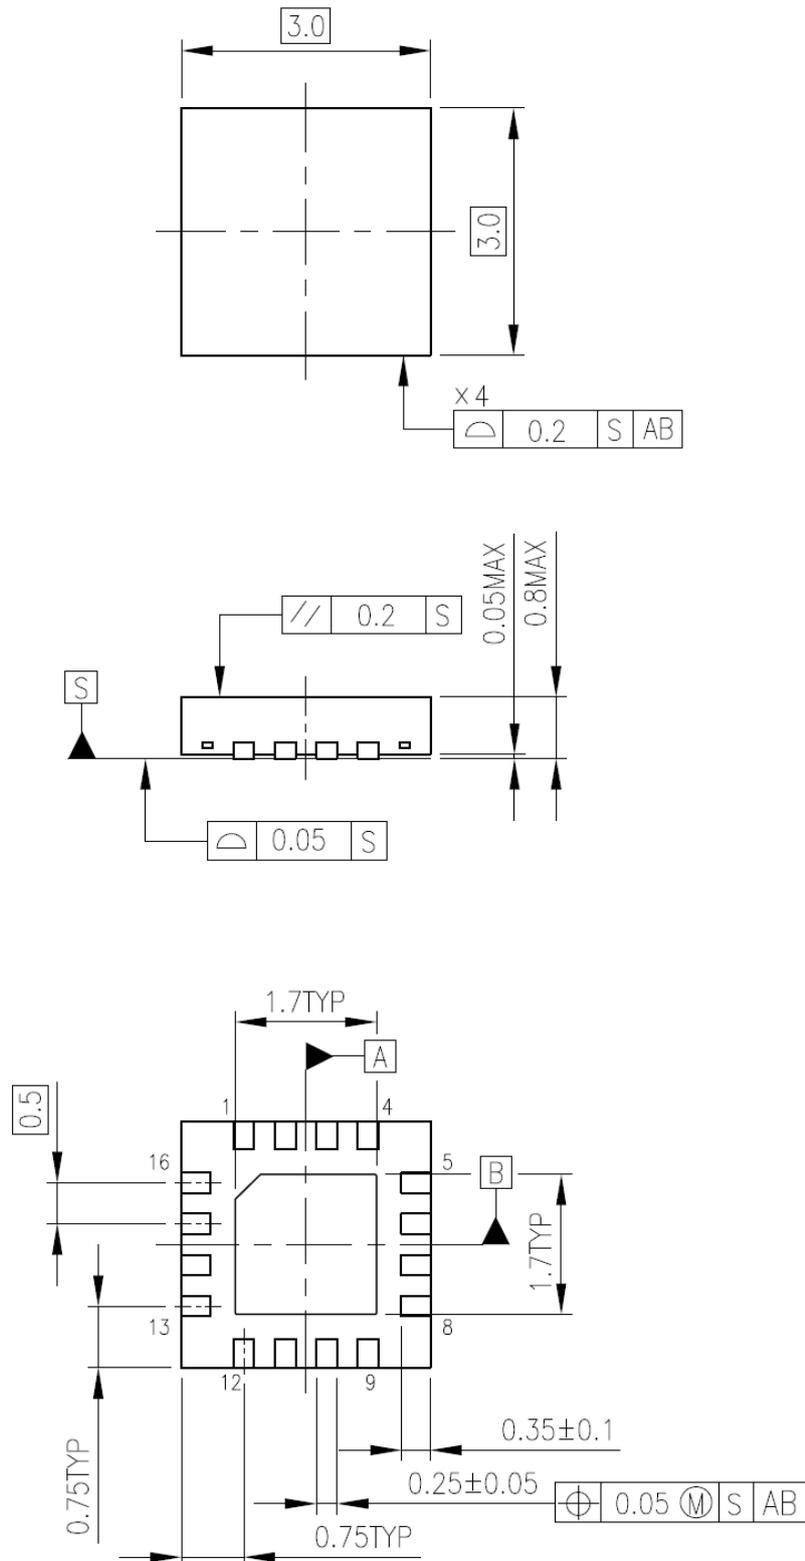 3.0
3.0
×4
0.2 S AB
0.05MAX
0.8MAX
// 0.2 S
S
0.05 S
1.7TYP
A
0.5
1 4
16 5
B
1.7TYP
13 8
12 9
0.75TYP
0.35±0.1
0.25±0.05
0.05 Ⓜ S AB
0.75TYP